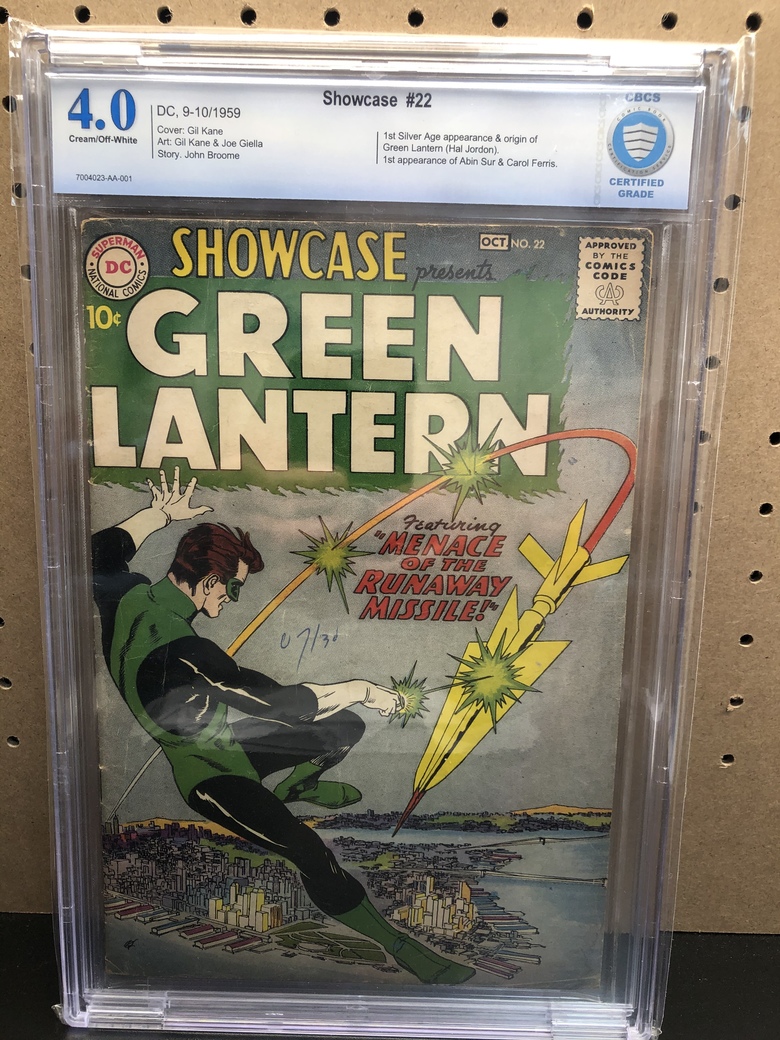 4.0
Cream/Off-White
7004023-AA-001
DC, 9-10/1959
Cover: Gil Kane
Art: Gil Kane & Joe Giella
Story. John Broome
Showcase #22
1st Silver Age appearance & origin of
Green Lantern (Hal Jordon).
1st appearance of Abin Sur & Carol Ferris.
CBCS
CERTIFIED
GRADE
SUPERMAN
DC
NATIONAL COMICS
SHOWCASE
presents
OCT. NO. 22
APPROVED
BY THE
COMICS
CODE
CA
AUTHORITY
10¢
GREEN
LANTERN
Featuring
"MENACE
OF THE
RUNAWAY
MISSILE!"